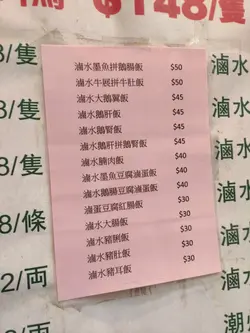 $148/隻
滷水墨魚拼鵝腸飯 $50
滷水牛展拼牛肚飯 $50
滷水大鵝翼飯 $45
滷水鵝肝飯 $45
滷水鵝腎飯 $45
滷水鵝肝拼鵝腎飯 $45
滷水腩肉飯 $40
滷水墨魚豆腐滷蛋飯 $40
滷水鵝腸豆腐滷蛋飯 $40
滷蛋豆腐紅腸飯 $30
滷水大腸飯 $30
滷水豬脷飯 $30
滷水豬肚飯 $30
滷水豬耳飯 $30
8/隻
8/隻
8/條
2/両
滷水
滷水
滷水
滷水